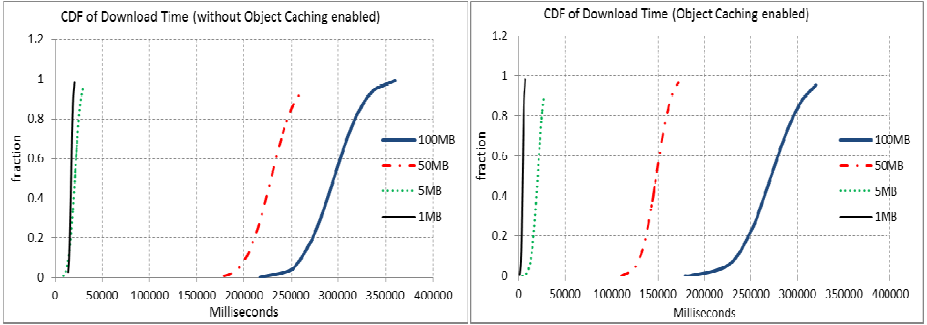 CDF of Download Time (without Object Caching enabled)
1.2
1
0.8
0.6
0.4
0.2
0
fraction
0 50000 100000 150000 200000 250000 300000 350000 400000
Milliseconds
100MB
50MB
5MB
1MB
CDF of Download Time (Object Caching enabled)
1.2
1
0.8
0.6
0.4
0.2
0
fraction
0 50000 100000 150000 200000 250000 300000 350000 400000
Milliseconds
100MB
50MB
5MB
1MB